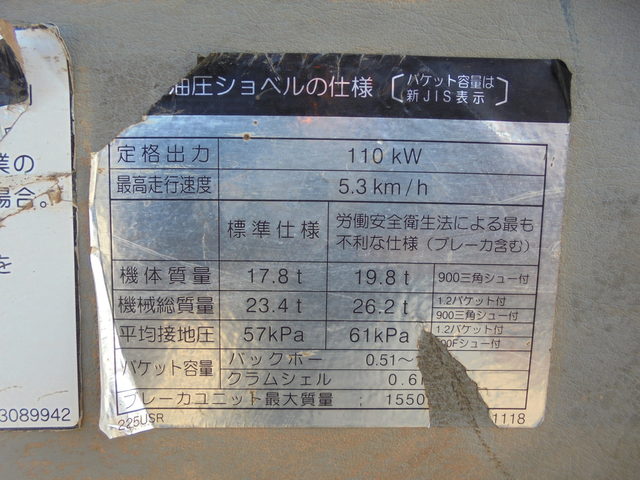 業の
場合。
を
3089942
油圧ショベルの仕様
バケット容量は
新JIS表示
定格出力 110 kW
最高走行速度 5.3 km/h
標準仕様 労働安全衛生法による最も
不利な仕様(ブレーカ含む)
機体質量 17.8 t 19.8 t 900三角シュー付
機械総質量 23.4 t 26.2 t 1.2バケット付
900三角シュー付
平均接地圧 57kPa 61kPa 1.2バケット付
00Fシュー付
バケット容量 バックホー 0.51~
クラムシェル 0.6
ブレーカユニット最大質量 : 1550
225USR 1118